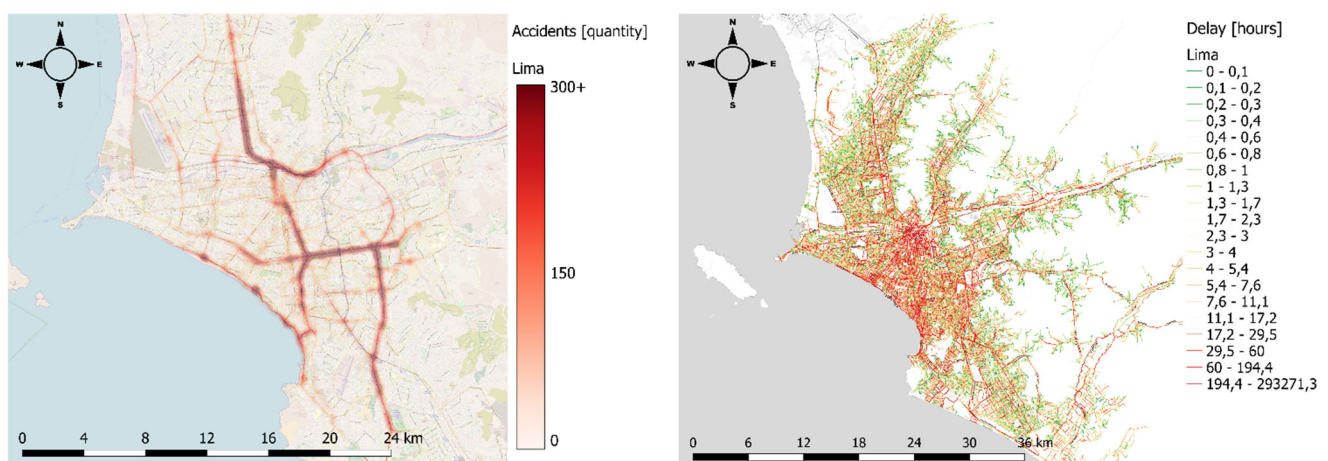 N
W
E
S
Accidents [quantity]
Lima
300+
150
0
0
4
8
12
16
20
24 km
N
W
E
S
Delay [hours]
Lima
0 - 0,1
0,1 - 0,2
0,2 - 0,3
0,3 - 0,4
0,4 - 0,6
0,6 - 0,8
0,8 - 1
1 - 1,3
1,3 - 1,7
1,7 - 2,3
2,3 - 3
3 - 4
4 - 5,4
5,4 - 7,6
7,6 - 11,1
11,1 - 17,2
17,2 - 29,5
29,5 - 60
60 - 194,4
194,4 - 293271,3
0
6
12
18
24
30
36 km